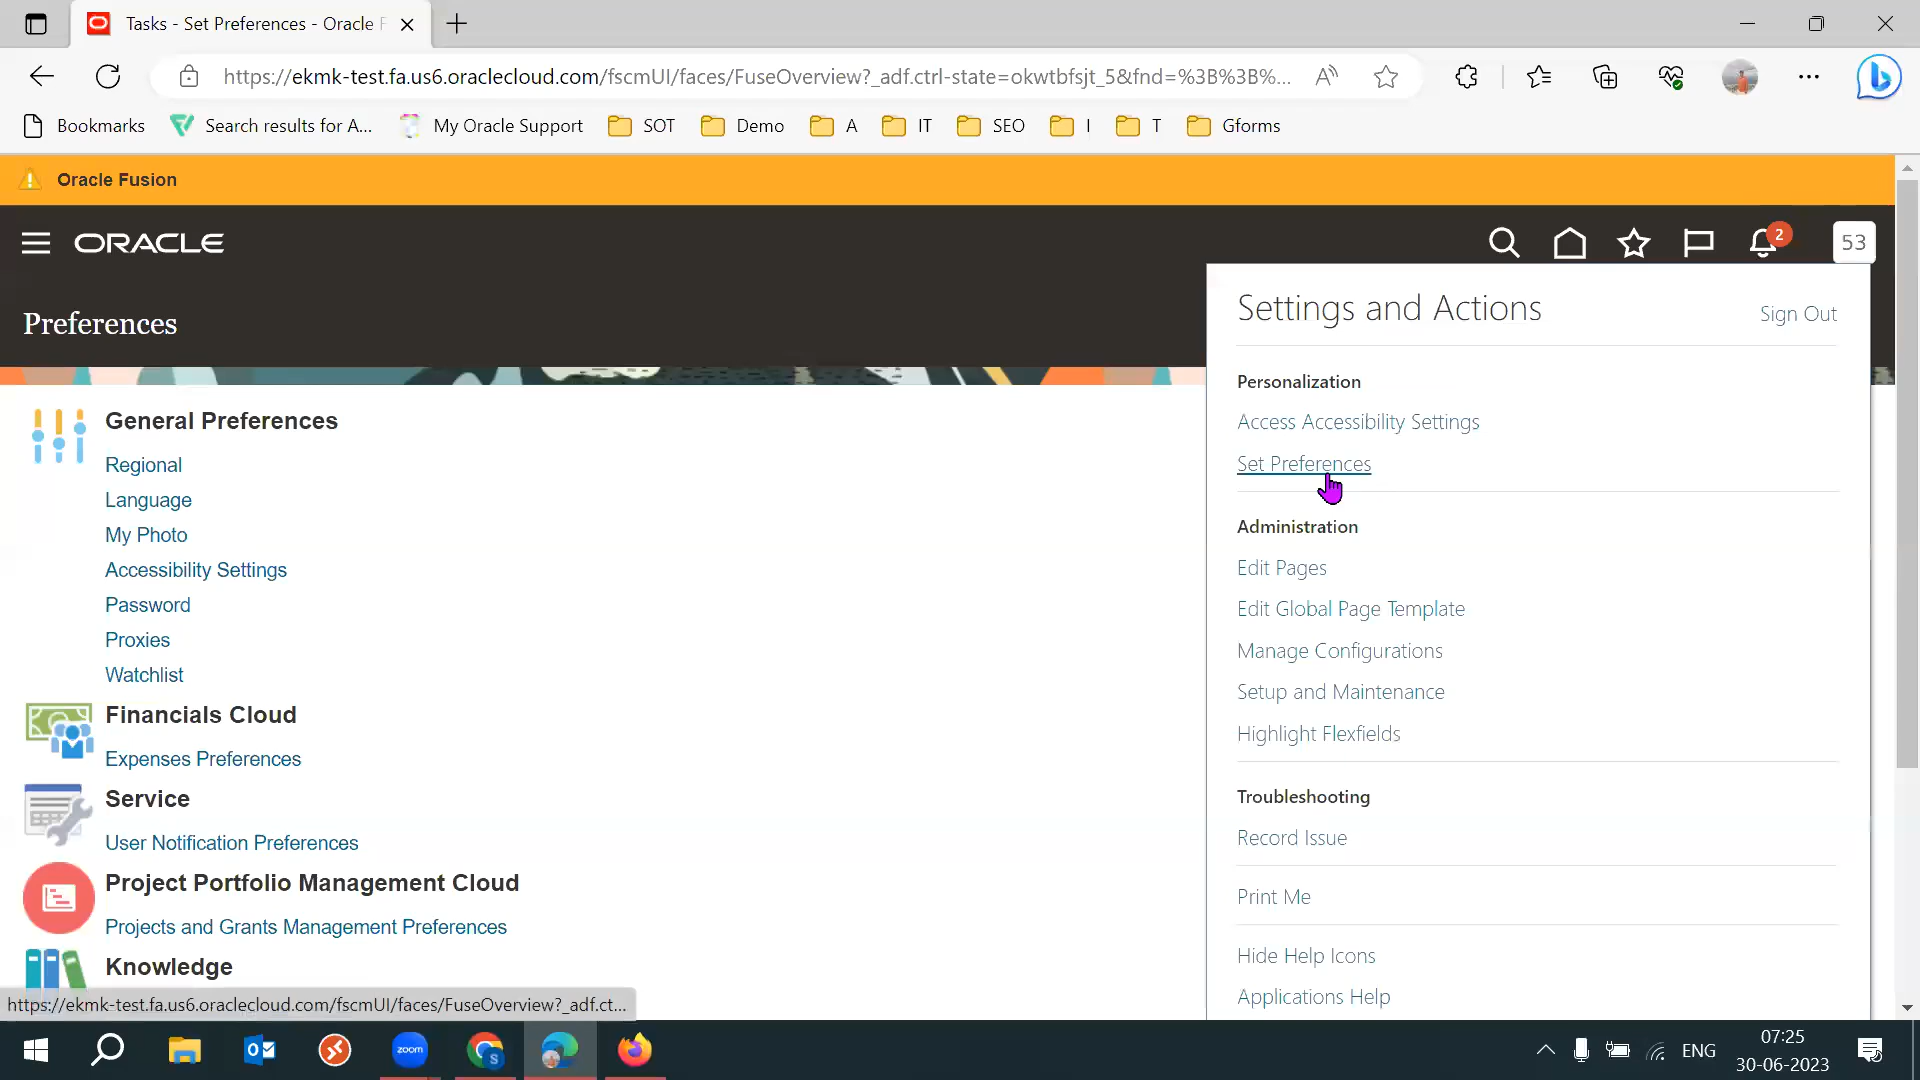 Tasks - Set Preferences - Oracle F
https://ekmk-test.fa.us6.oraclecloud.com/fscmUI/faces/FuseOverview?_adf.ctrl-state=okwtbfsjt_5&fnd=%3B%3B%...
Bookmarks
Search results for A...
My Oracle Support
SOT
Demo
A
IT
SEO
I
T
Gforms
Oracle Fusion
ORACLE
2
53
Preferences
General Preferences
Regional
Language
My Photo
Accessibility Settings
Password
Proxies
Watchlist
Financials Cloud
Expenses Preferences
Service
User Notification Preferences
Project Portfolio Management Cloud
Projects and Grants Management Preferences
Knowledge
Settings and Actions
Sign Out
Personalization
Access Accessibility Settings
Set Preferences
Administration
Edit Pages
Edit Global Page Template
Manage Configurations
Setup and Maintenance
Highlight Flexfields
Troubleshooting
Record Issue
Print Me
Hide Help Icons
Applications Help
https://ekmk-test.fa.us6.oraclecloud.com/fscmUI/faces/FuseOverview?_adf.ct...
zoom
S
ENG
07:25
30-06-2023